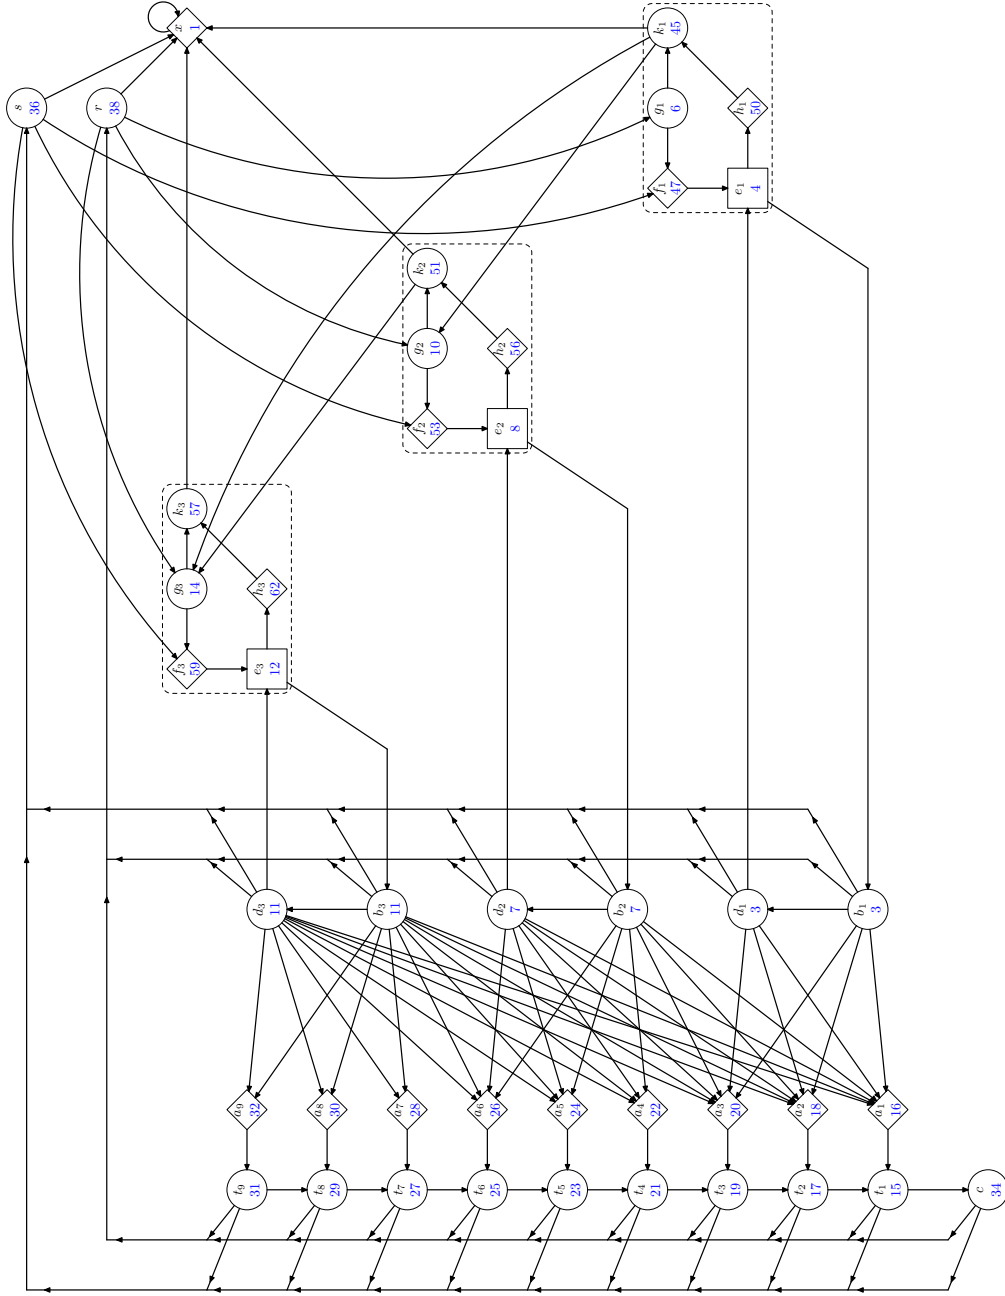 x
1
k₁
45
s
36
r
38
g₁
6
h₁
50
f₁
47
e₁
4
k₂
51
g₂
10
h₂
56
f₂
53
e₂
8
k₃
57
g₃
14
h₃
62
f₃
59
e₃
12
d₃
11
b₃
11
d₂
7
b₂
7
d₁
3
b₁
3
a₉
32
a₈
30
a₇
28
a₆
26
a₅
24
a₄
22
a₃
20
a₂
18
a₁
16
t₉
31
t₈
29
t₇
27
t₆
25
t₅
23
t₄
21
t₃
19
t₂
17
t₁
15
c
34